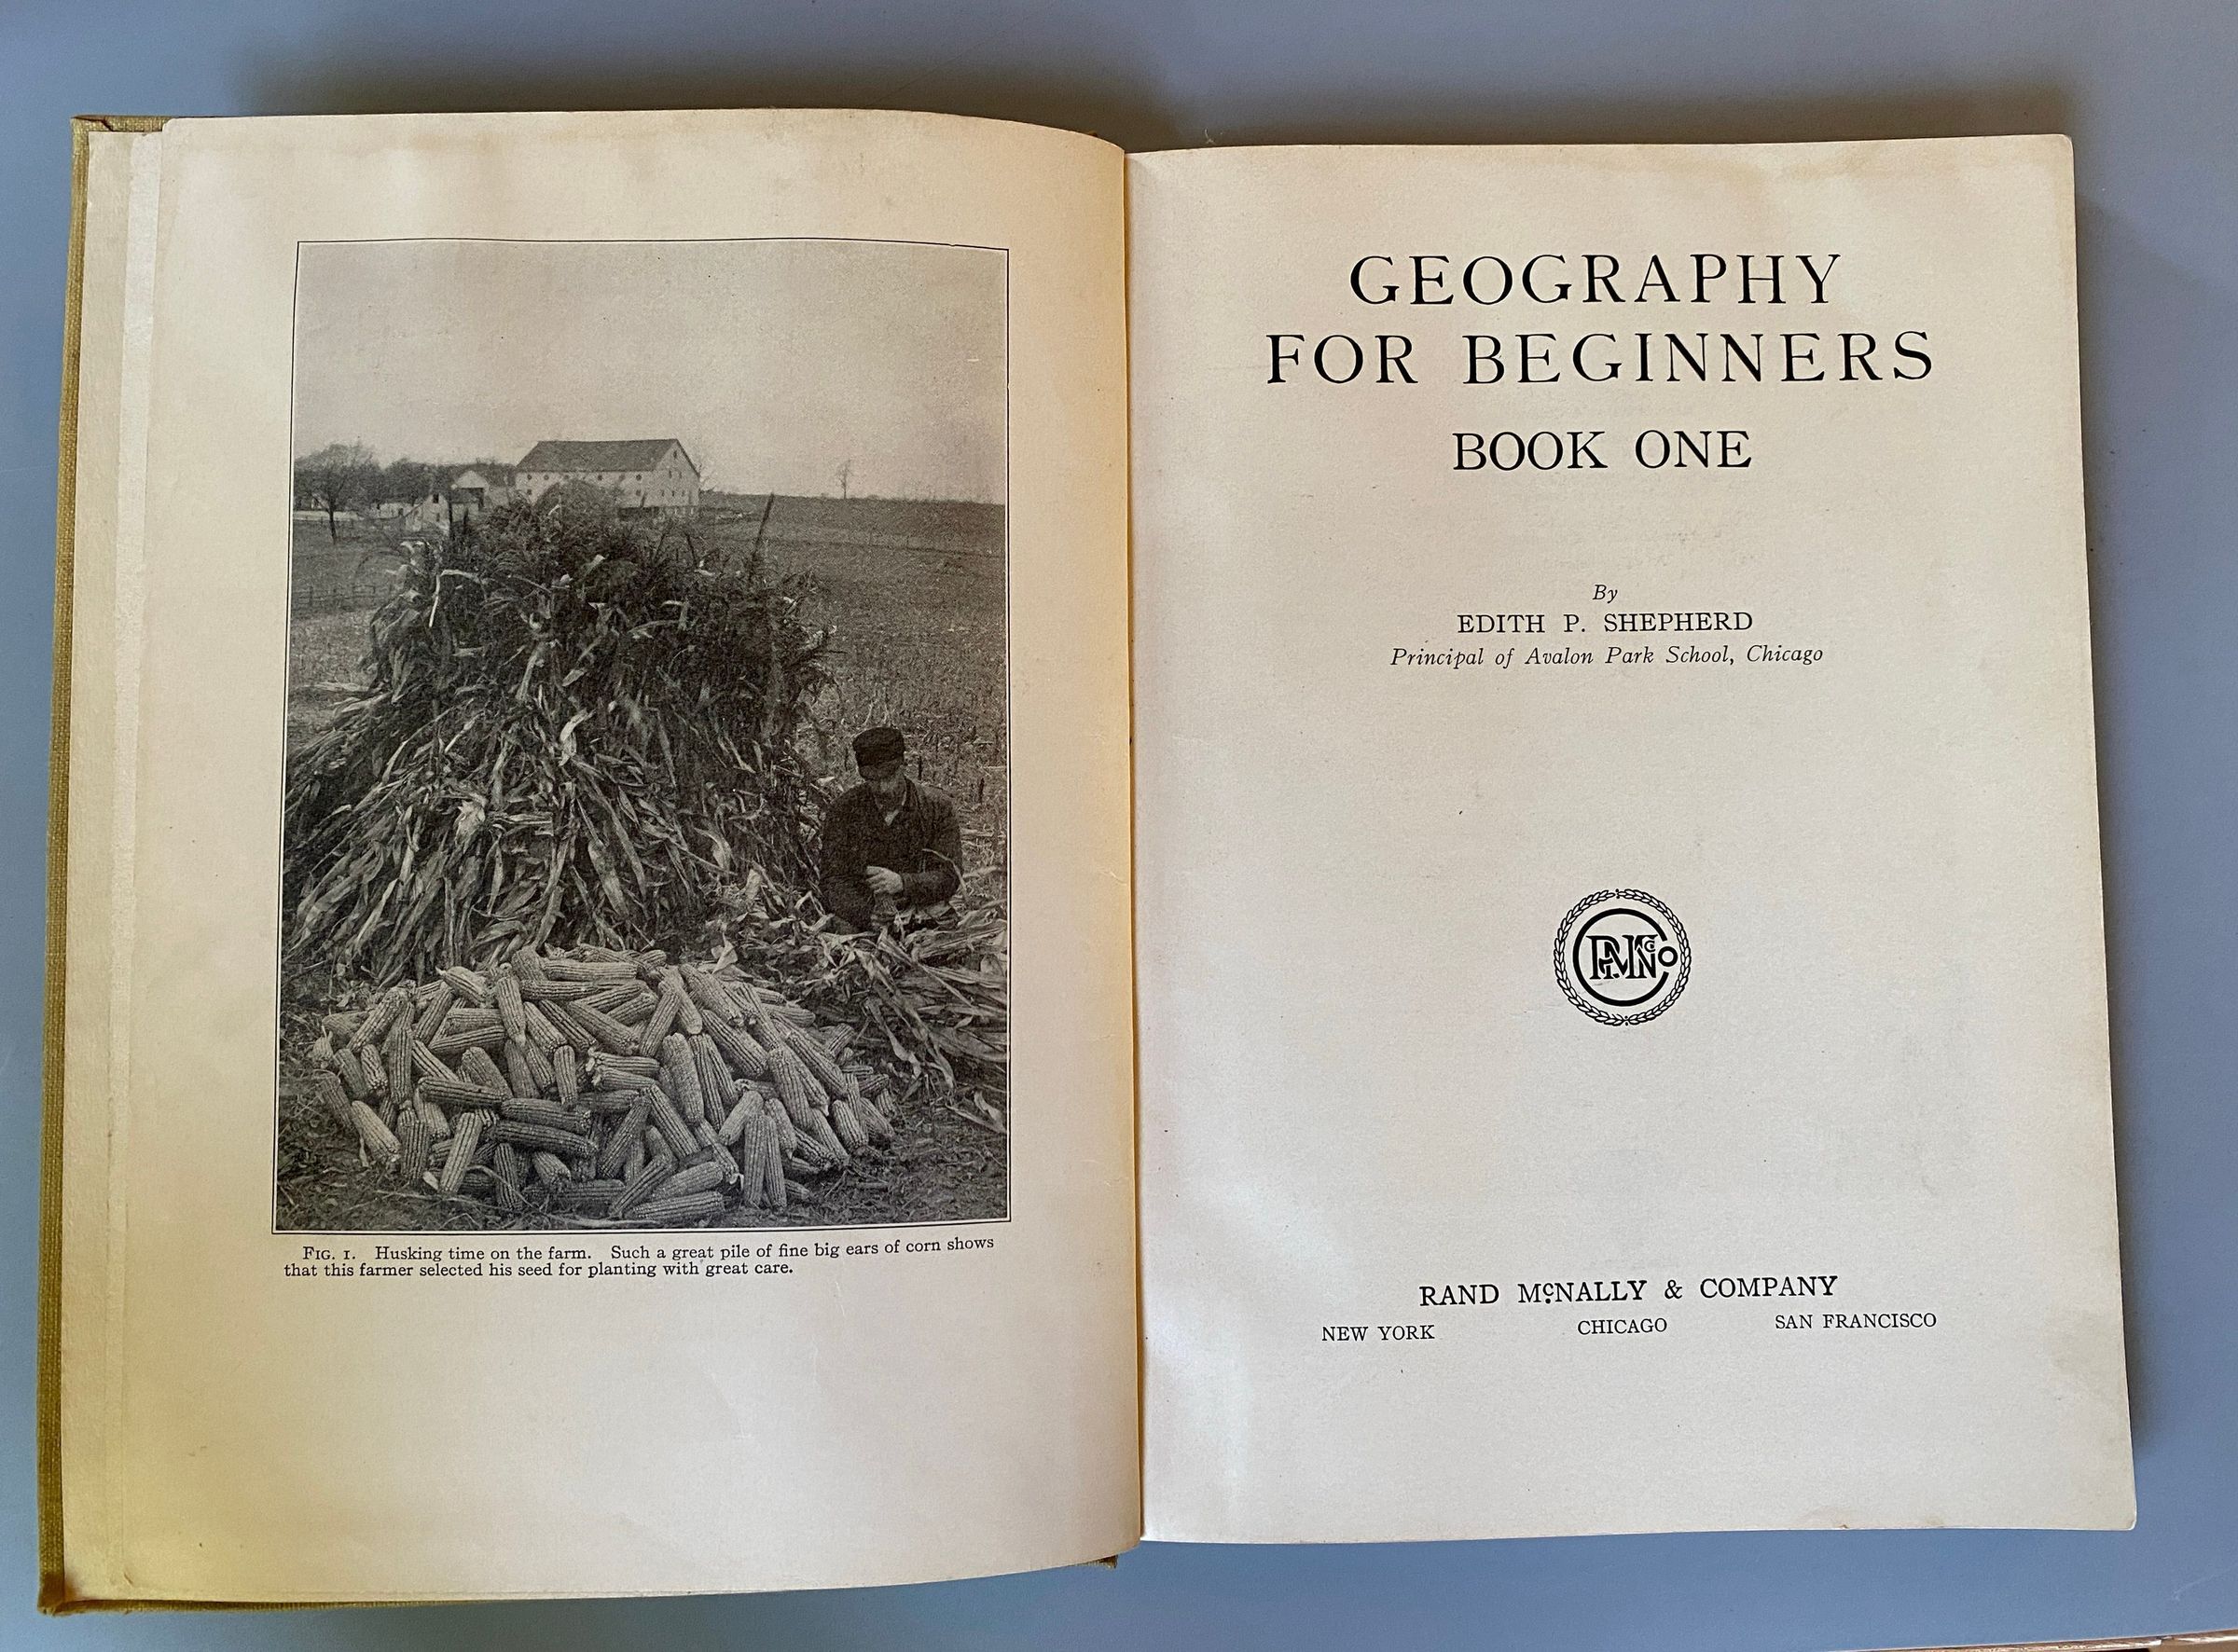 FIG. 1. Husking time on the farm. Such a great pile of fine big ears of corn shows
that this farmer selected his seed for planting with great care.
GEOGRAPHY
FOR BEGINNERS
BOOK ONE
By
EDITH P. SHEPHERD
Principal of Avalon Park School, Chicago
RAND McNALLY & COMPANY
NEW YORK CHICAGO SAN FRANCISCO